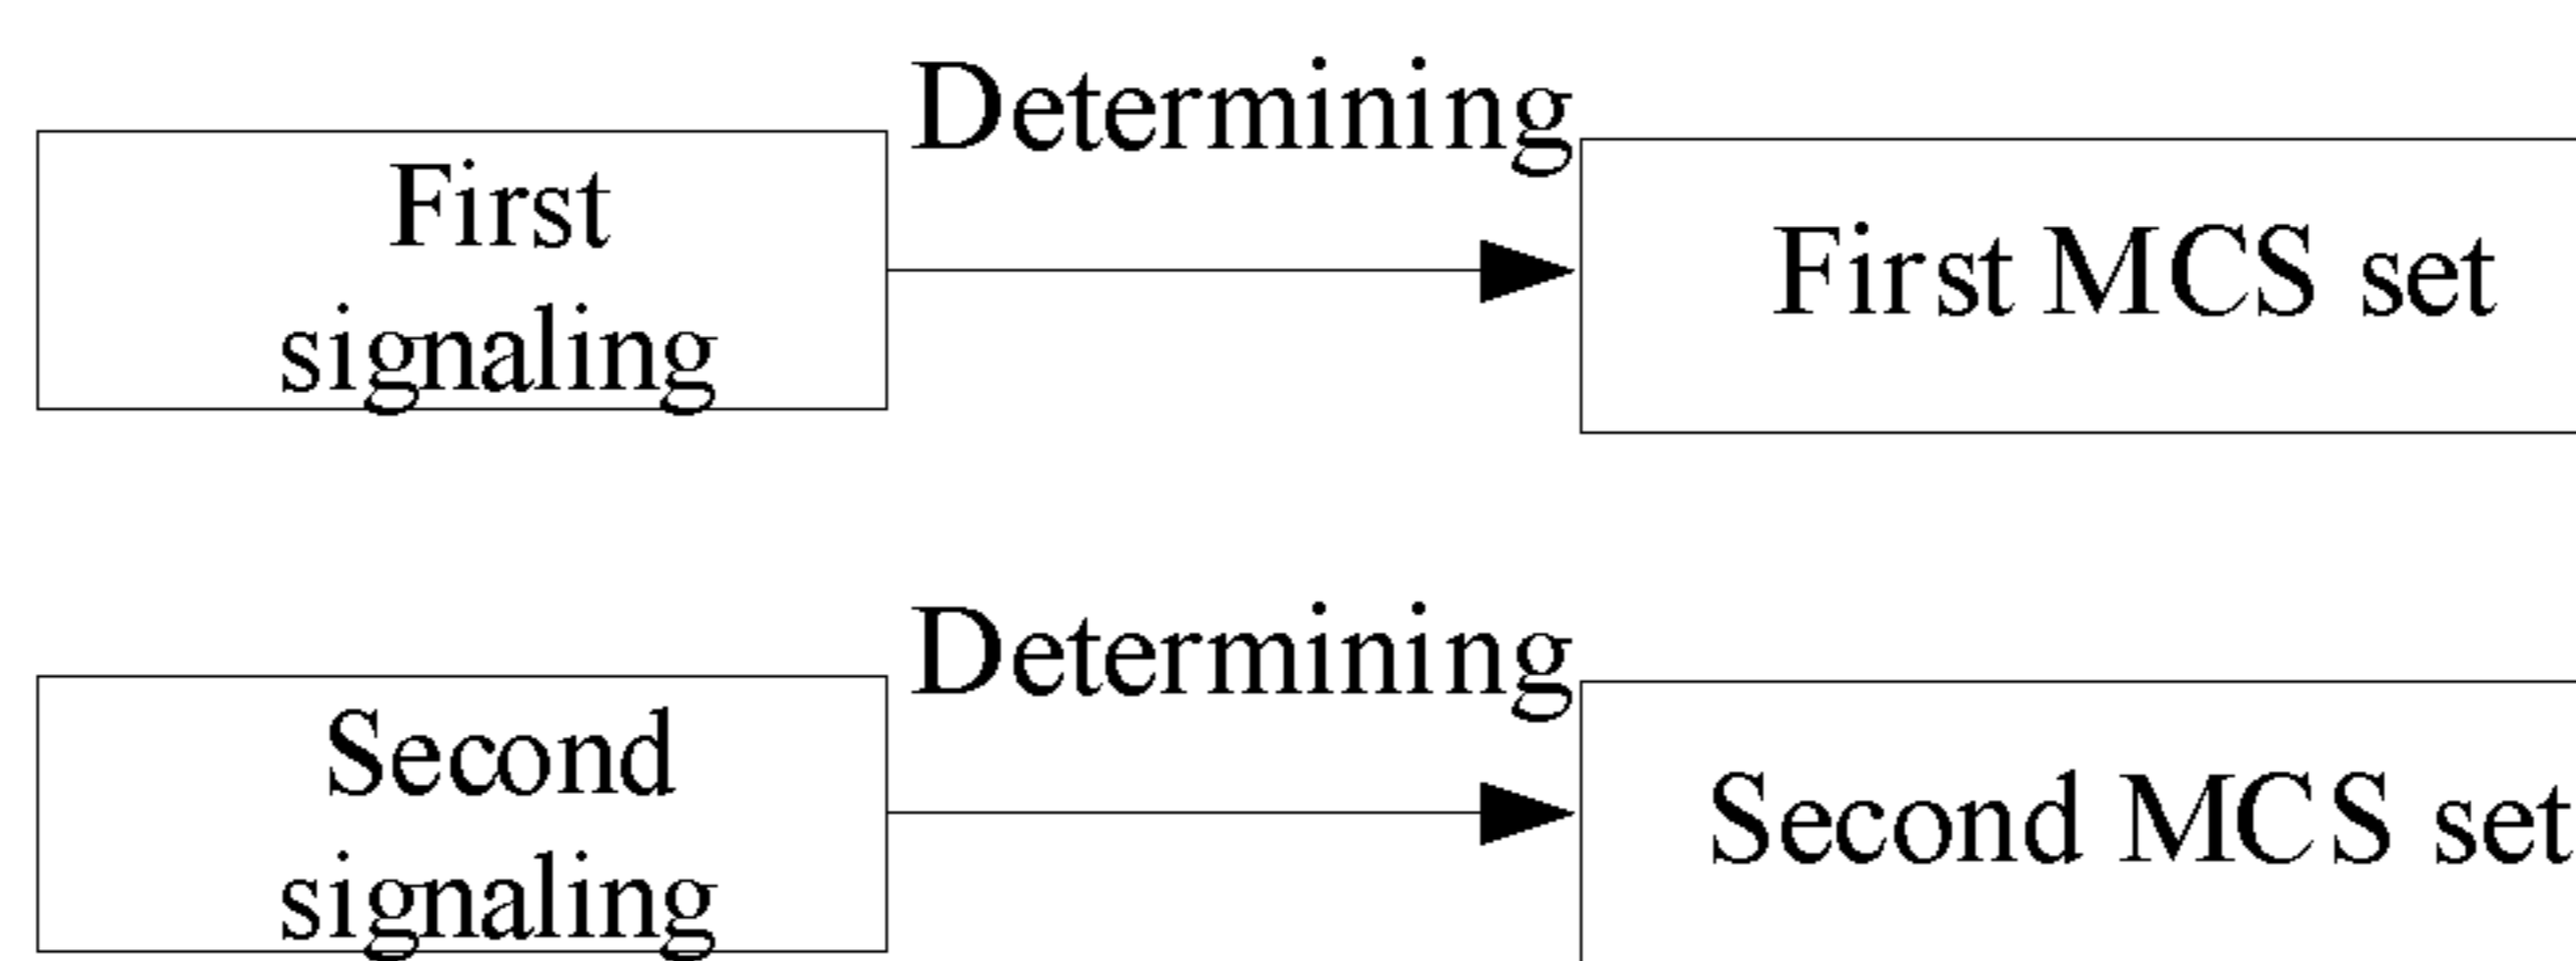 Determining
First
signaling
First MCS set
Determining
Second
signaling
Second MCS set